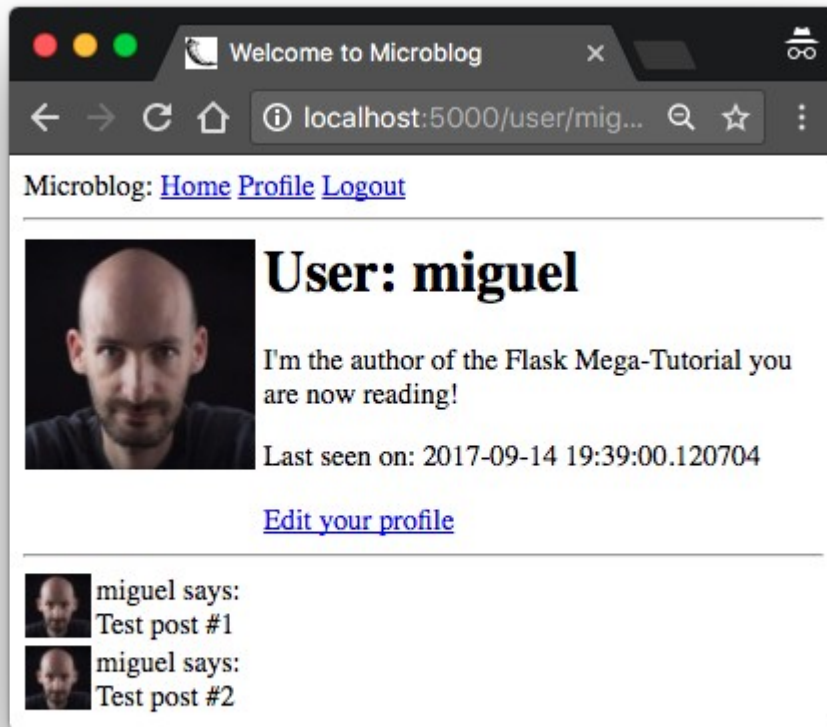 Welcome to Microblog
localhost:5000/user/mig...
Microblog: Home Profile Logout
User: miguel
I'm the author of the Flask Mega-Tutorial you
are now reading!
Last seen on: 2017-09-14 19:39:00.120704
Edit your profile
miguel says:
Test post #1
miguel says:
Test post #2